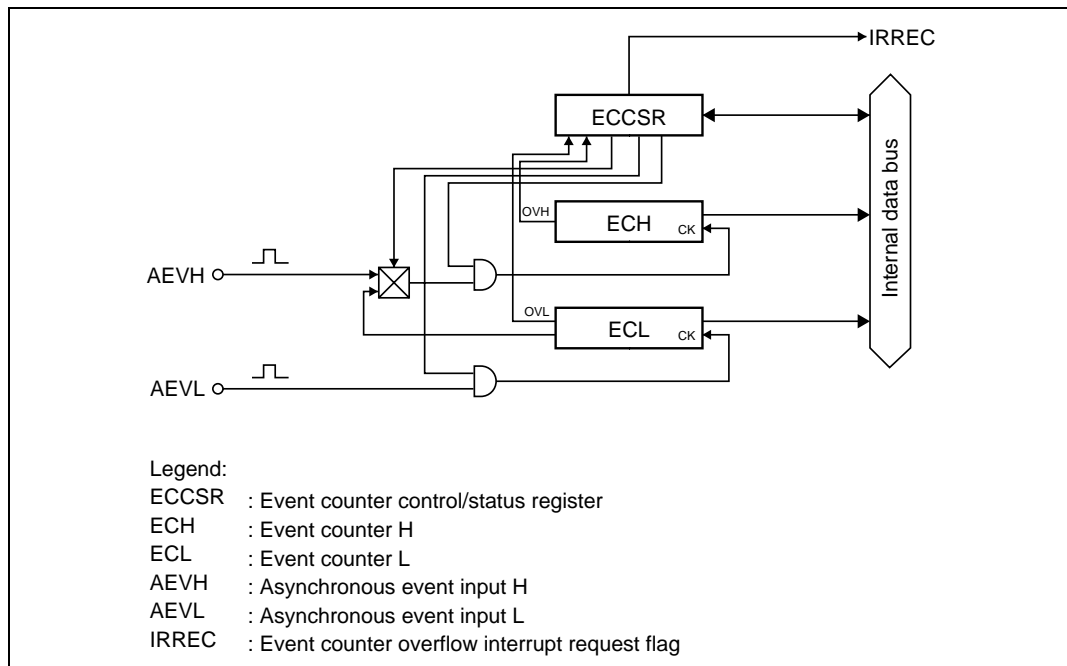 IRREC
ECCSR
Internal data bus
OVH
ECH
CK
AEVH
OVL
ECL
CK
AEVL
Legend:
ECCSR : Event counter control/status register
ECH : Event counter H
ECL : Event counter L
AEVH : Asynchronous event input H
AEVL : Asynchronous event input L
IRREC : Event counter overflow interrupt request flag